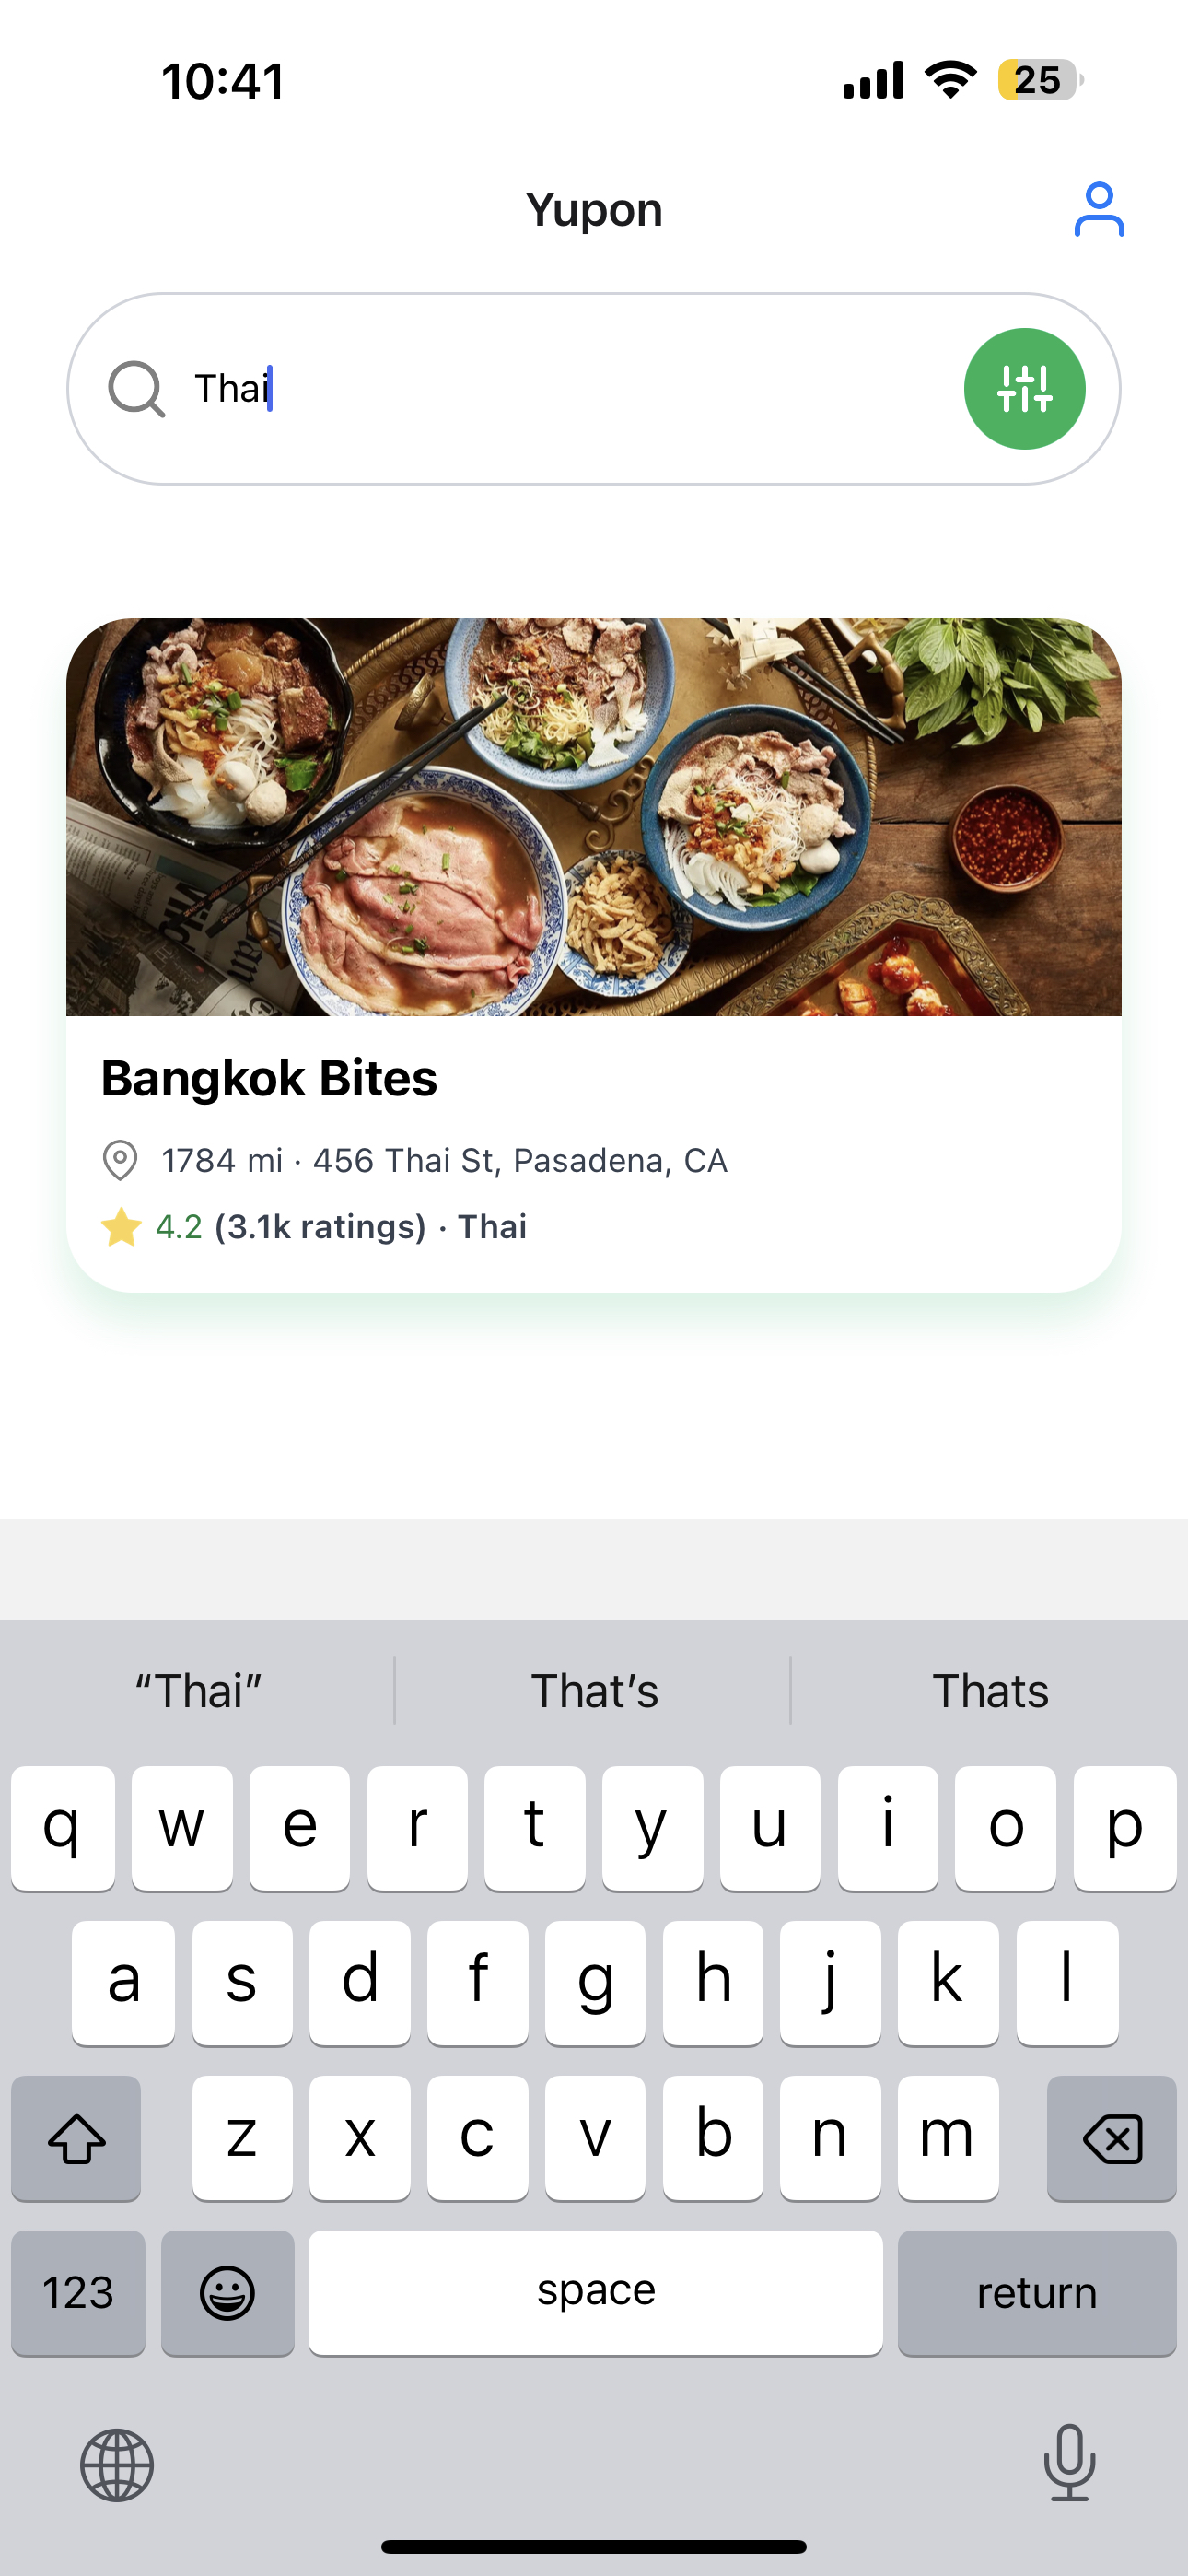 10:41
25
Yupon
Thai
Bangkok Bites
1784 mi · 456 Thai St, Pasadena, CA
4.2 (3.1k ratings) · Thai
“Thai” That’s Thats
q w e r t y u i o p
a s d f g h j k l
z x c v b n m
123 space return